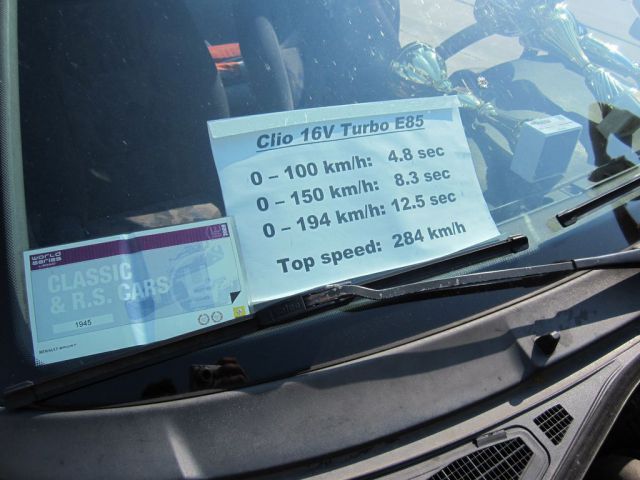 Clio 16V Turbo E85
0 – 100 km/h: 4.8 sec
0 – 150 km/h: 8.3 sec
0 – 194 km/h: 12.5 sec
Top speed: 284 km/h
WORLD
SERIES
CLASSIC
& R.S. CARS
1945